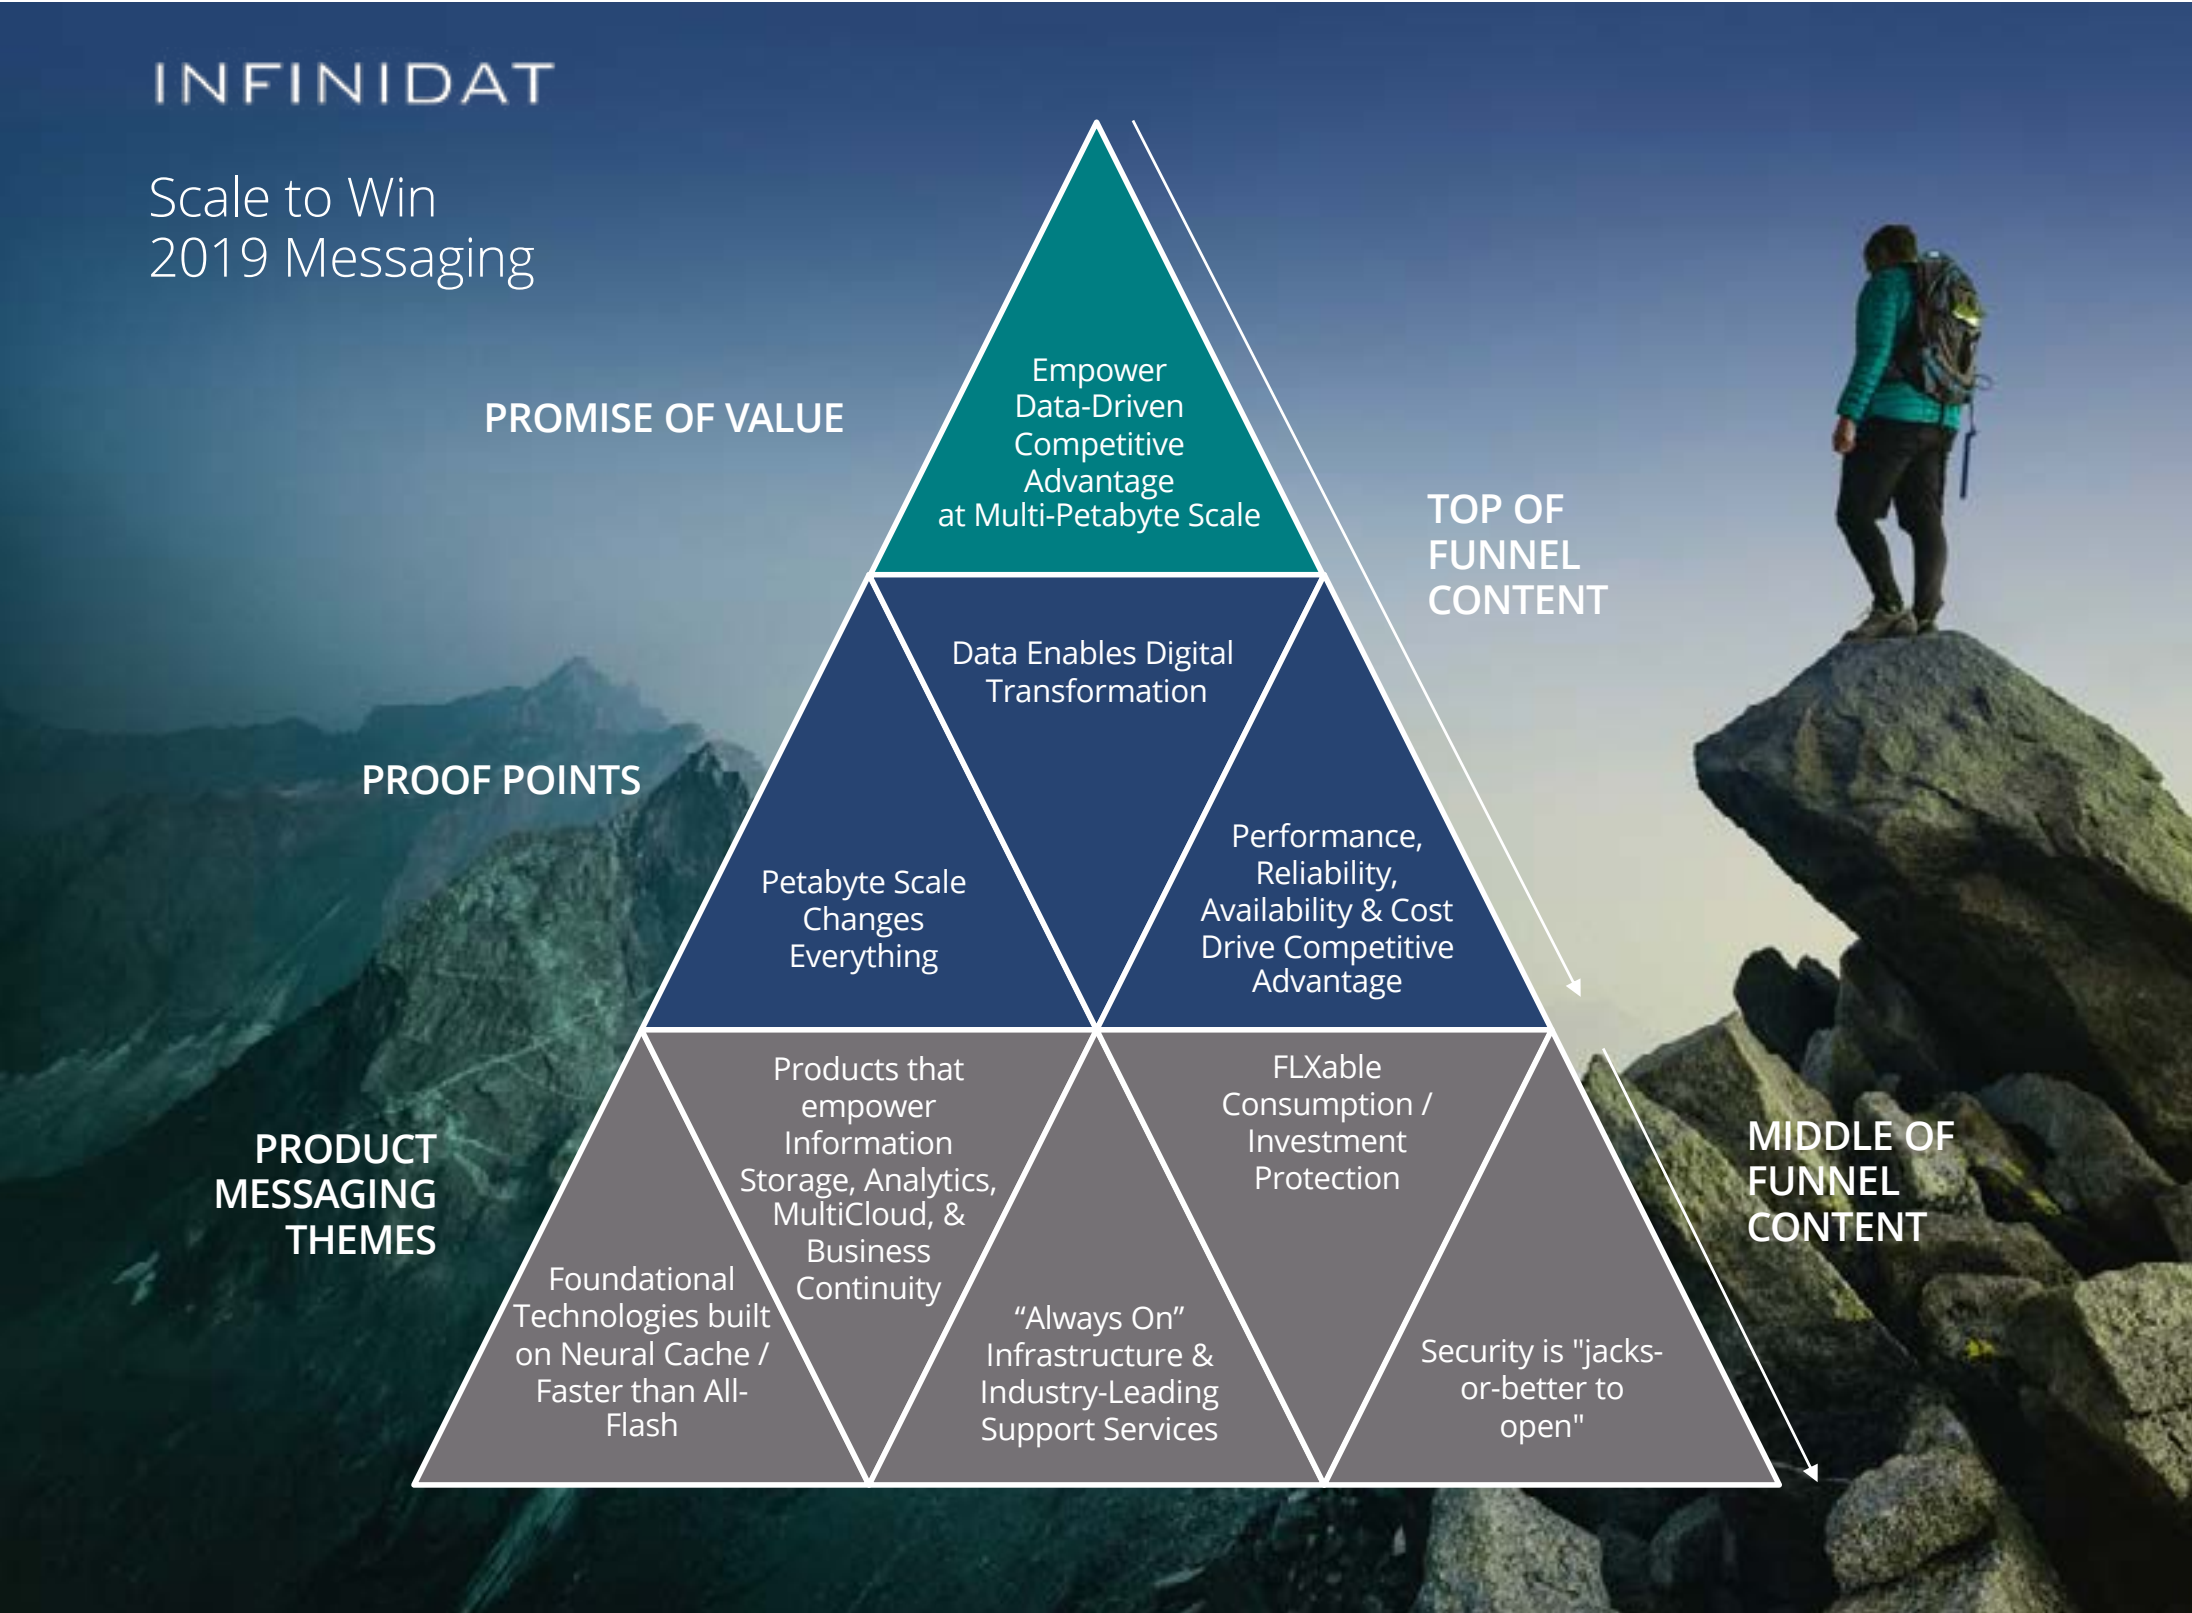 INFINIDAT
Scale to Win
2019 Messaging
PROMISE OF VALUE
Empower
Data-Driven
Competitive
Advantage
at Multi-Petabyte Scale
TOP OF
FUNNEL
CONTENT
PROOF POINTS
Data Enables Digital
Transformation
Petabyte Scale
Changes
Everything
Performance,
Reliability,
Availability & Cost
Drive Competitive
Advantage
PRODUCT
MESSAGING
THEMES
Foundational
Technologies built
on Neural Cache /
Faster than All-
Flash
Products that
empower
Information
Storage, Analytics,
MultiCloud, &
Business
Continuity
“Always On”
Infrastructure &
Industry-Leading
Support Services
FLXable
Consumption /
Investment
Protection
Security is "jacks-
or-better to
open"
MIDDLE OF
FUNNEL
CONTENT